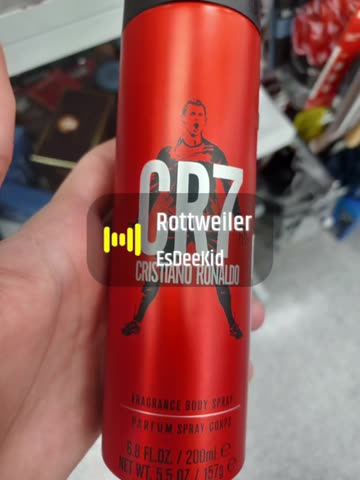 CR7
Rottweiler
EsDeeKid
CRISTIANO RONALDO
FRAGRANCE BODY SPRAY
PARFUM SPRAY CORPS
6.8 FL.OZ. / 200ml e
NET WT. 5.5 OZ / 157g e